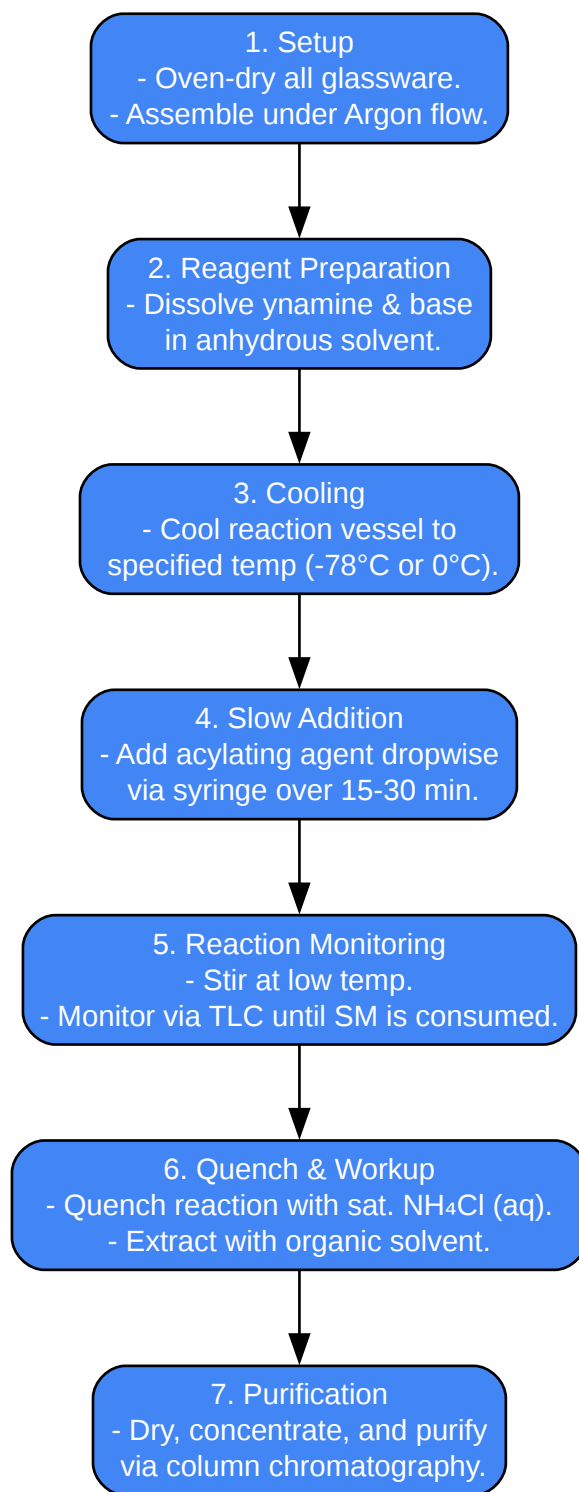 1. Setup
- Oven-dry all glassware.
- Assemble under Argon flow.
2. Reagent Preparation
- Dissolve ynamine & base
in anhydrous solvent.
3. Cooling
- Cool reaction vessel to
specified temp (-78°C or 0°C).
4. Slow Addition
- Add acylating agent dropwise
via syringe over 15-30 min.
5. Reaction Monitoring
- Stir at low temp.
- Monitor via TLC until SM is consumed.
6. Quench & Workup
- Quench reaction with sat. NH₄Cl (aq).
- Extract with organic solvent.
7. Purification
- Dry, concentrate, and purify
via column chromatography.